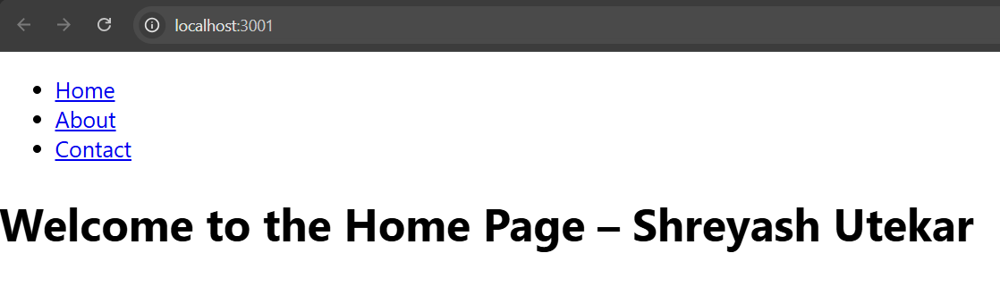 localhost:3001
Home
About
Contact
Welcome to the Home Page – Shreyash Utekar